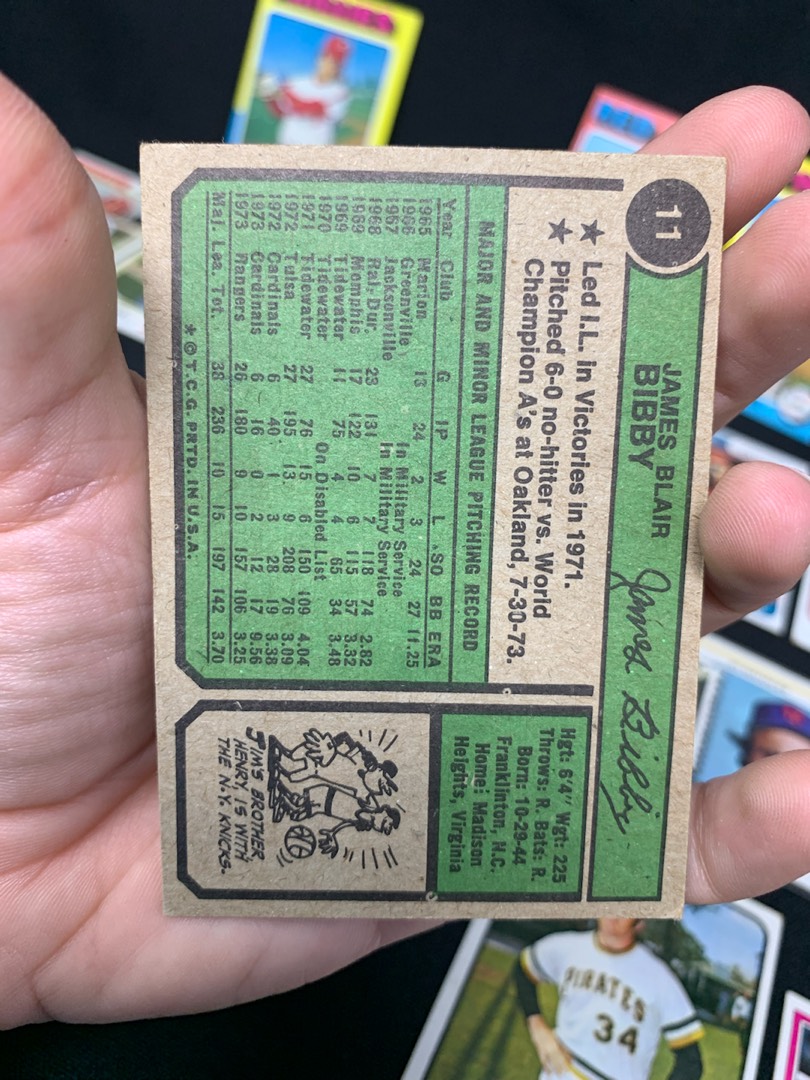 11
JAMES BLAIR
BIBBY
James Bibby
★ Led I.L. in Victories in 1971.
★ Pitched 6-0 no-hitter vs. World
Champion A's at Oakland, 7-30-73.
MAJOR AND MINOR LEAGUE PITCHING RECORD
Year Club G IP W L SO BB ERA
1965 Marion 13 24 2 3 24 27 11.25
1966 Greenville In Military Service
1967 Jacksonville In Military Service
1968 Ral-Dur. 23 131 7 7 118 74 2.82
1969 Memphis 17 122 10 6 115 57 3.32
1969 Tidewater 11 75 4 4 65 34 3.48
1970 Tidewater On Disabled List
1971 Tidewater 27 76 15 6 150 109 4.04
1972 Tulsa 27 195 13 9 208 76 3.09
1972 Cardinals 6 40 1 3 28 19 3.38
1973 Cardinals 6 16 0 2 12 17 9.56
1973 Rangers 26 180 9 10 157 106 3.25
Maj. Lea. Tot. 38 236 10 15 197 142 3.70
* © T.C.G. PRTD. IN U.S.A.
Hgt: 6'4" Wgt: 225
Throws: R. Bats: R.
Born: 10-29-44
Franklinton, N.C.
Home: Madison
Heights, Virginia
JIM'S BROTHER,
HENRY, IS WITH
THE N.Y. KNICKS.
PIRATES
34